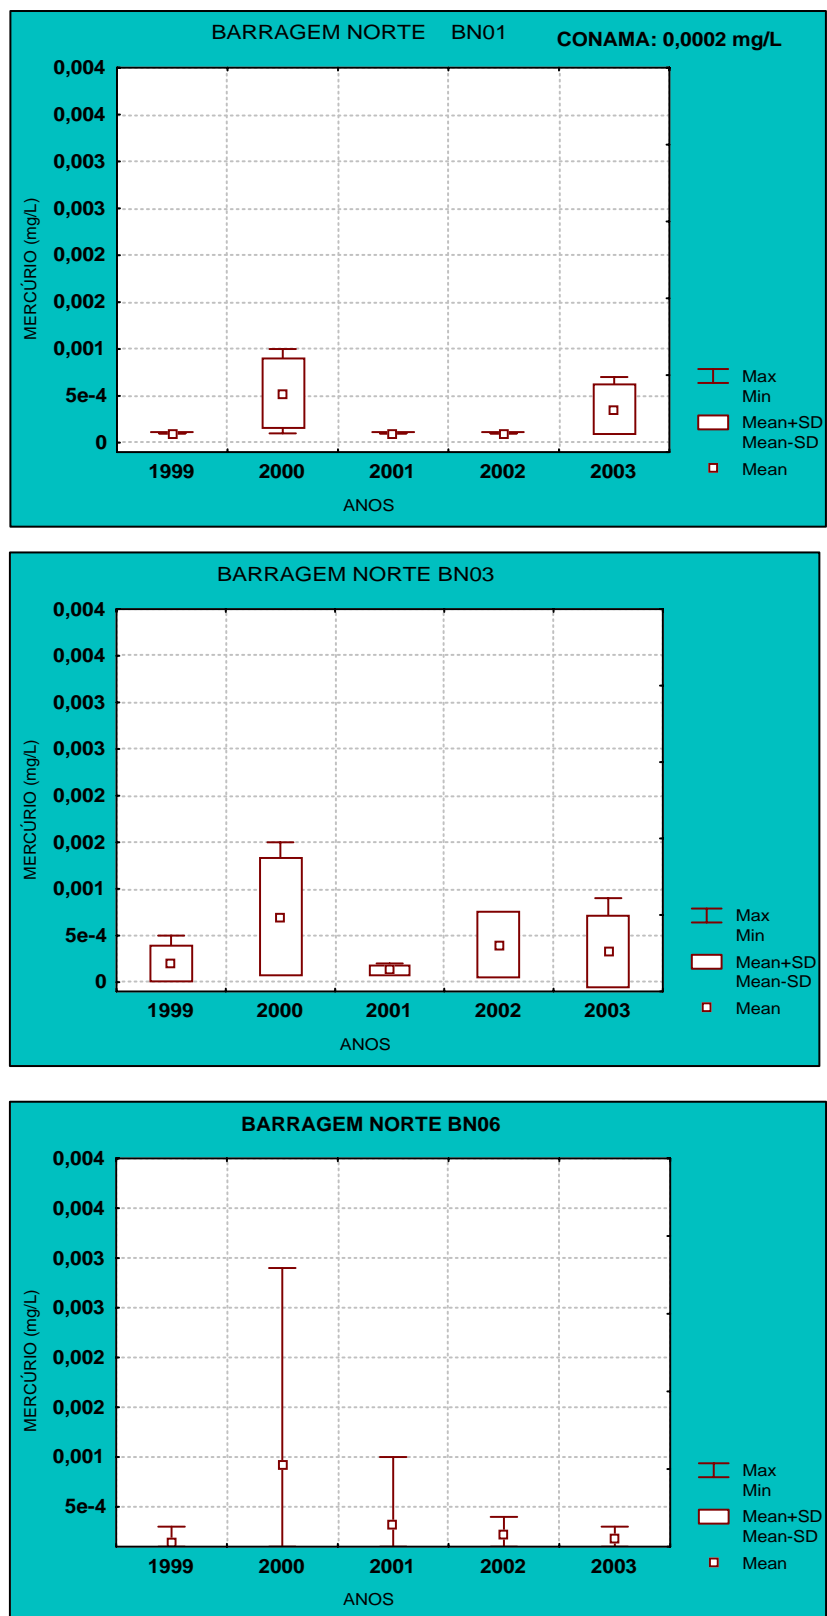 BARRAGEM NORTE BN01
CONAMA: 0,0002 mg/L
MERCÚRIO (mg/L)
0,004
0,004
0,003
0,003
0,002
0,002
0,001
5e-4
0
1999 2000 2001 2002 2003
ANOS
Max
Min
Mean+SD
Mean-SD
Mean
BARRAGEM NORTE BN03
MERCÚRIO (mg/L)
0,004
0,004
0,003
0,003
0,002
0,002
0,001
5e-4
0
1999 2000 2001 2002 2003
ANOS
Max
Min
Mean+SD
Mean-SD
Mean
BARRAGEM NORTE BN06
MERCÚRIO (mg/L)
0,004
0,004
0,003
0,003
0,002
0,002
0,001
5e-4
1999 2000 2001 2002 2003
ANOS
Max
Min
Mean+SD
Mean-SD
Mean